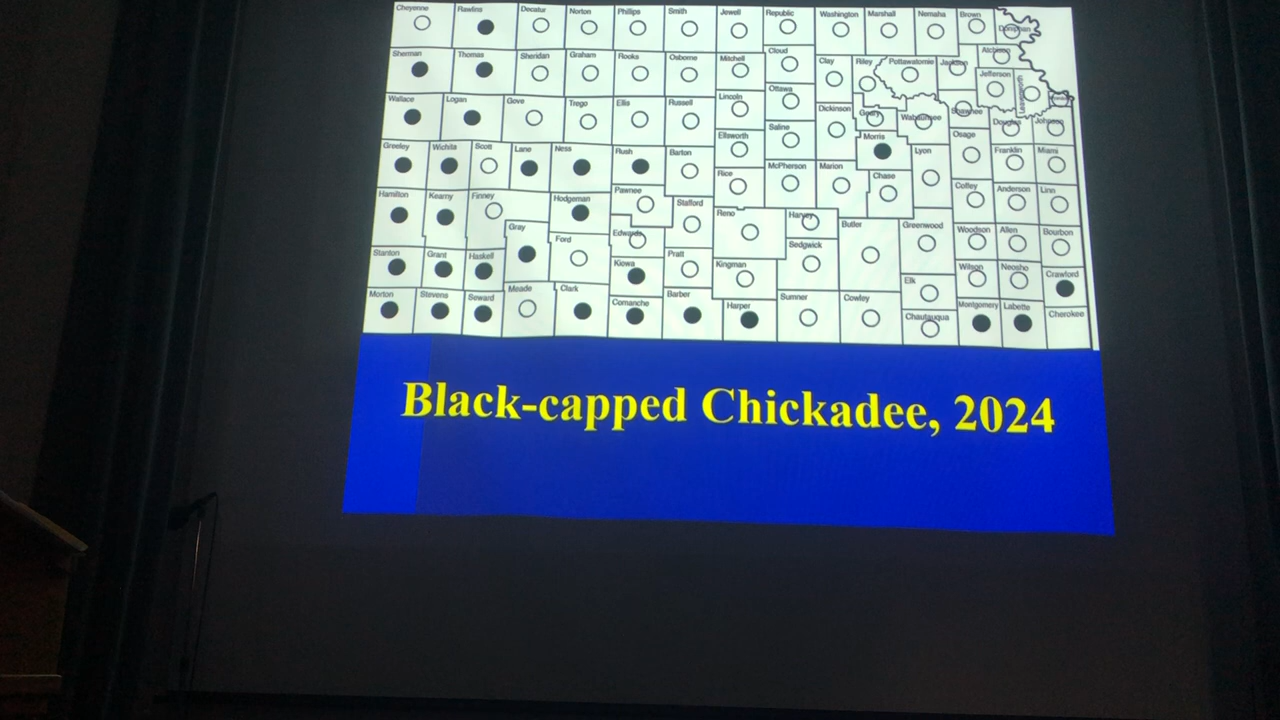 Cheyenne Rawlins Decatur Norton Phillips Smith Jewell Republic Washington Marshall Nemaha Brown Doniphan
Sherman Thomas Sheridan Graham Rooks Osborne Mitchell Cloud Clay Riley Pottawatomie Jackson Atchison
Jefferson Leavenworth
Wallace Logan Gove Trego Ellis Russell Lincoln Ottawa Dickinson Geary Wabaunsee Shawnee Douglas Johnson
Greeley Wichita Scott Lane Ness Rush Barton Ellsworth Saline Morris Lyon Osage Franklin Miami
Rice McPherson Marion Chase
Hamilton Kearny Finney Hodgeman Pawnee Stafford Reno Harvey Butler Greenwood Coffey Anderson Linn
Gray Ford Edwards Sedgwick Woodson Allen Bourbon
Stanton Grant Haskell Kiowa Pratt Kingman Elk Wilson Neosho Crawford
Morton Stevens Seward Meade Clark Comanche Barber Harper Sumner Cowley Chautauqua Montgomery Labette Cherokee
Black-capped Chickadee, 2024